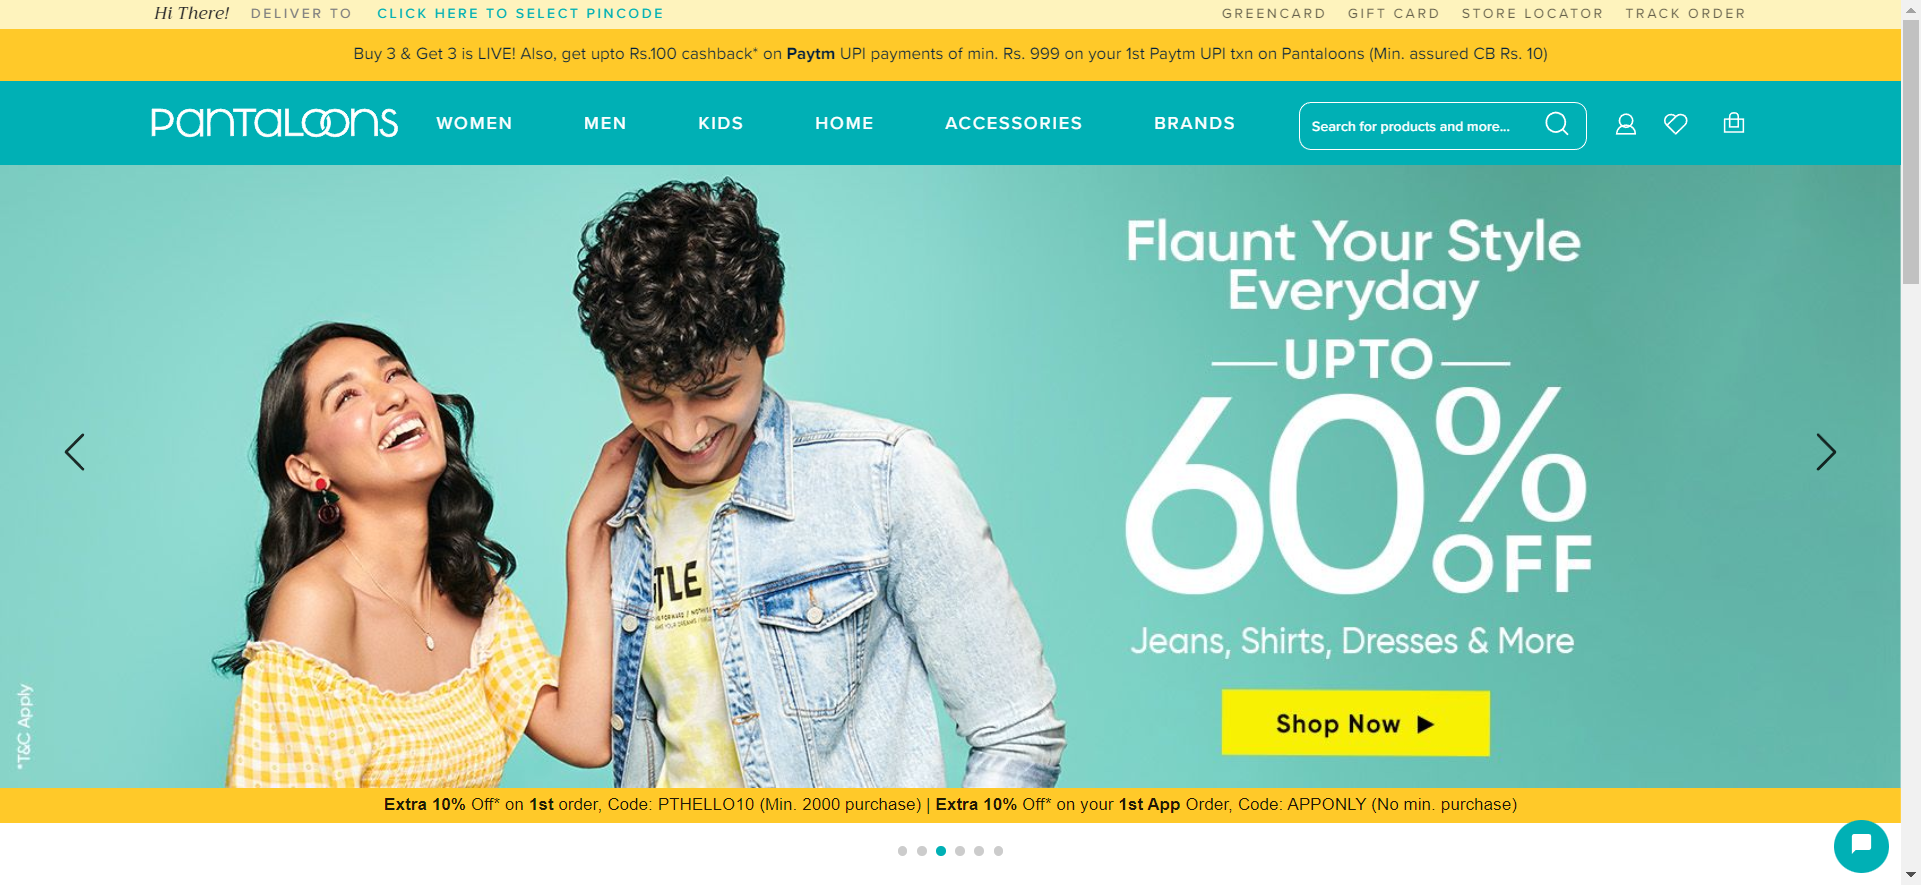 Hi There! DELIVER TO CLICK HERE TO SELECT PINCODE GREENCARD GIFT CARD STORE LOCATOR TRACK ORDER
Buy 3 & Get 3 is LIVE! Also, get upto Rs.100 cashback* on Paytm UPI payments of min. Rs. 999 on your 1st Paytm UPI txn on Pantaloons (Min. assured CB Rs. 10)
PANTALOONS WOMEN MEN KIDS HOME ACCESSORIES BRANDS Search for products and more...
Flaunt Your Style
Everyday
UPTO
60%
OFF
Jeans, Shirts, Dresses & More
Shop Now
*T&C Apply
Extra 10% Off* on 1st order, Code: PTHELLO10 (Min. 2000 purchase) | Extra 10% Off* on your 1st App Order, Code: APPONLY (No min. purchase)